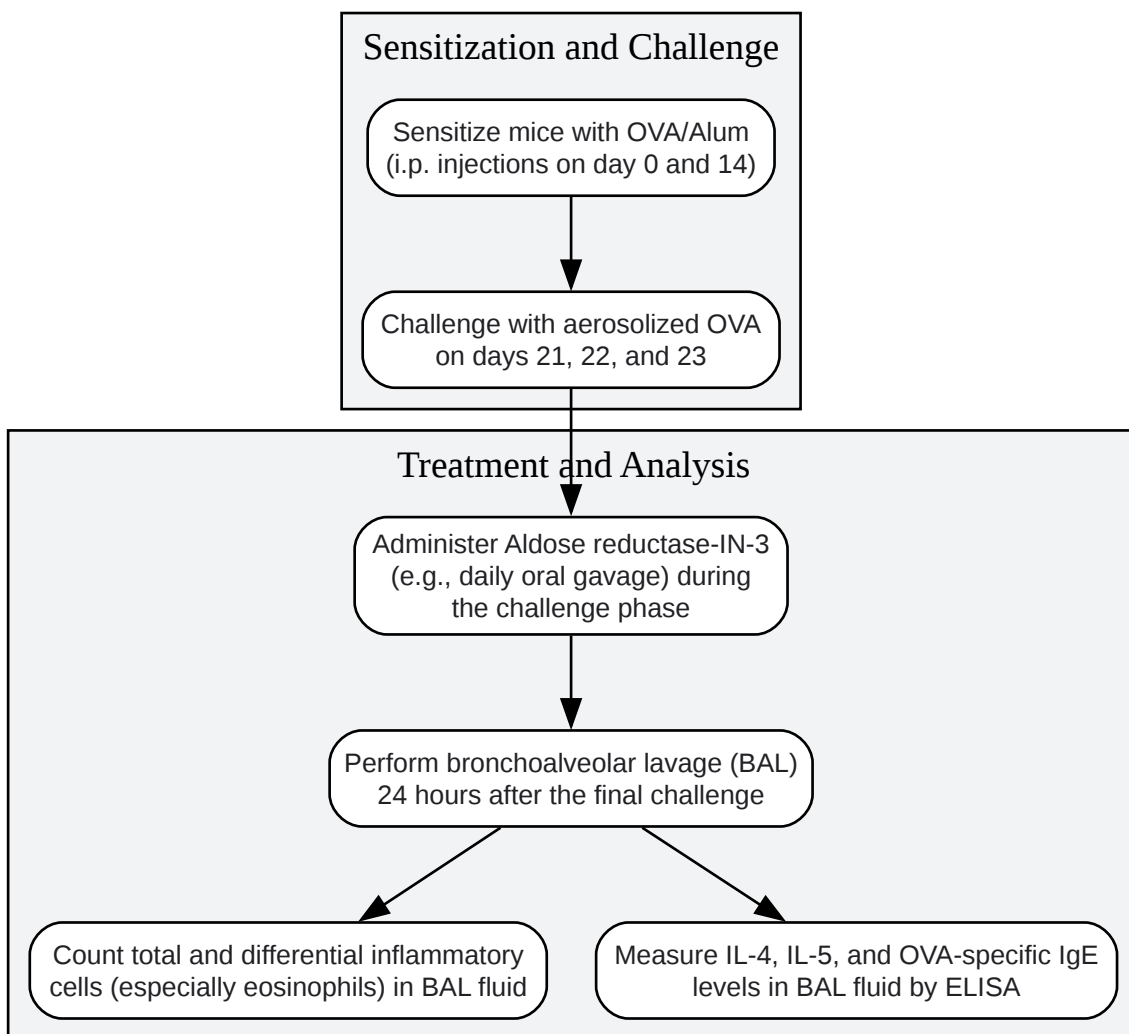 Sensitization and Challenge
Sensitize mice with OVA/Alum
(i.p. injections on day 0 and 14)
Challenge with aerosolized OVA
on days 21, 22, and 23
Treatment and Analysis
Administer Aldose reductase-IN-3
(e.g., daily oral gavage) during
the challenge phase
Perform bronchoalveolar lavage (BAL)
24 hours after the final challenge
Count total and differential inflammatory
cells (especially eosinophils) in BAL fluid
Measure IL-4, IL-5, and OVA-specific IgE
levels in BAL fluid by ELISA